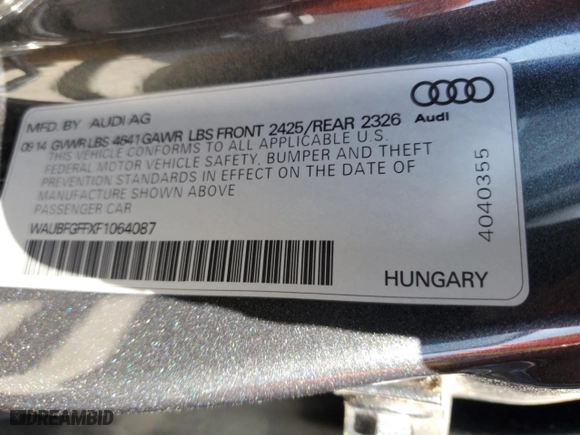 MFD. BY AUDI AG
09 14 GVWR LBS 4641 GAWR LBS FRONT 2425/REAR 2326
THIS VEHICLE CONFORMS TO ALL APPLICABLE U.S.
FEDERAL MOTOR VEHICLE SAFETY, BUMPER AND THEFT
PREVENTION STANDARDS IN EFFECT ON THE DATE OF
MANUFACTURE SHOWN ABOVE
PASSENGER CAR
WAUBFGFFXF1064087
Audi
4040355
HUNGARY
DREAMBID